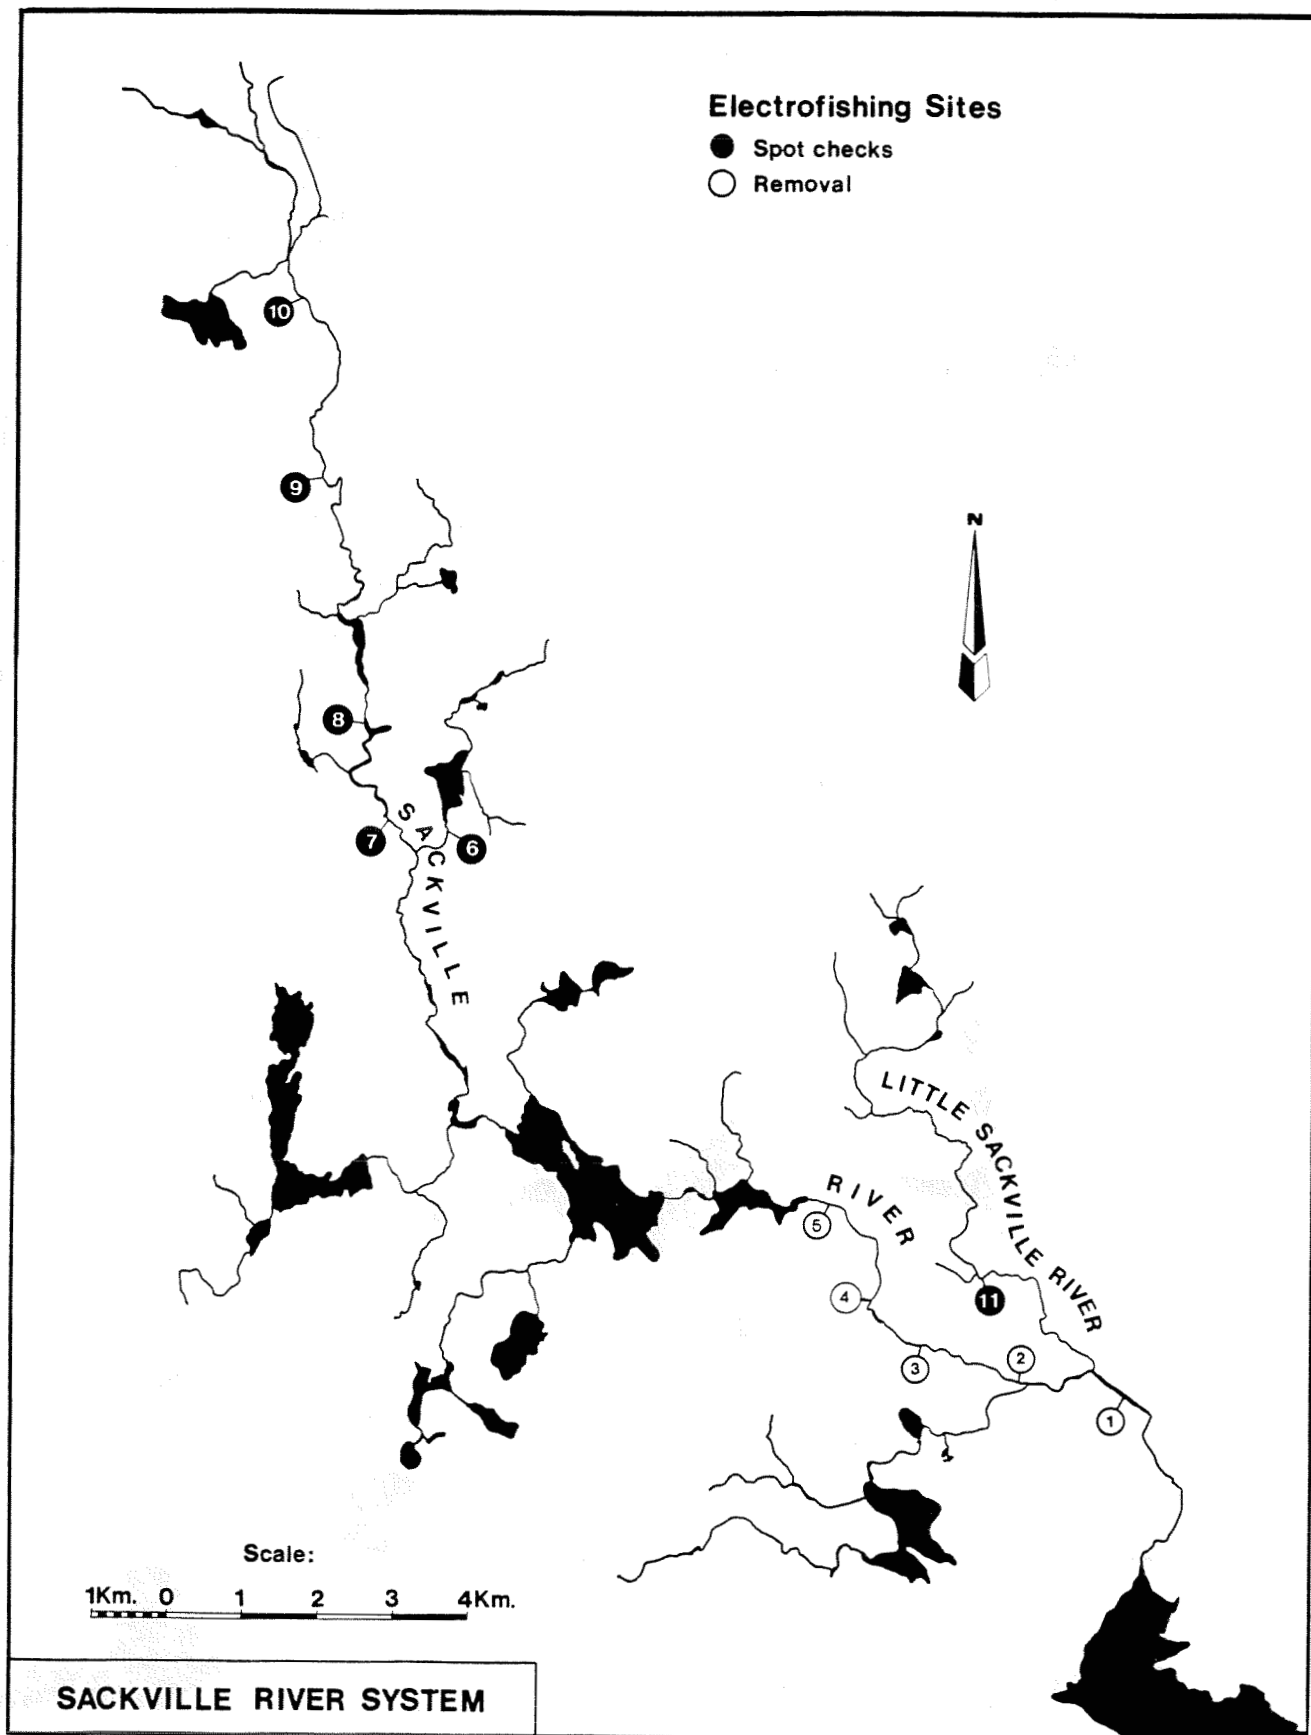 Electrofishing Sites
Spot checks
Removal
10
9
N
8
SACKVILLE
7
6
LITTLE SACKVILLE RIVER
RIVER
5
4
11
3
2
1
Scale:
1Km. 0 1 2 3 4Km.
SACKVILLE RIVER SYSTEM